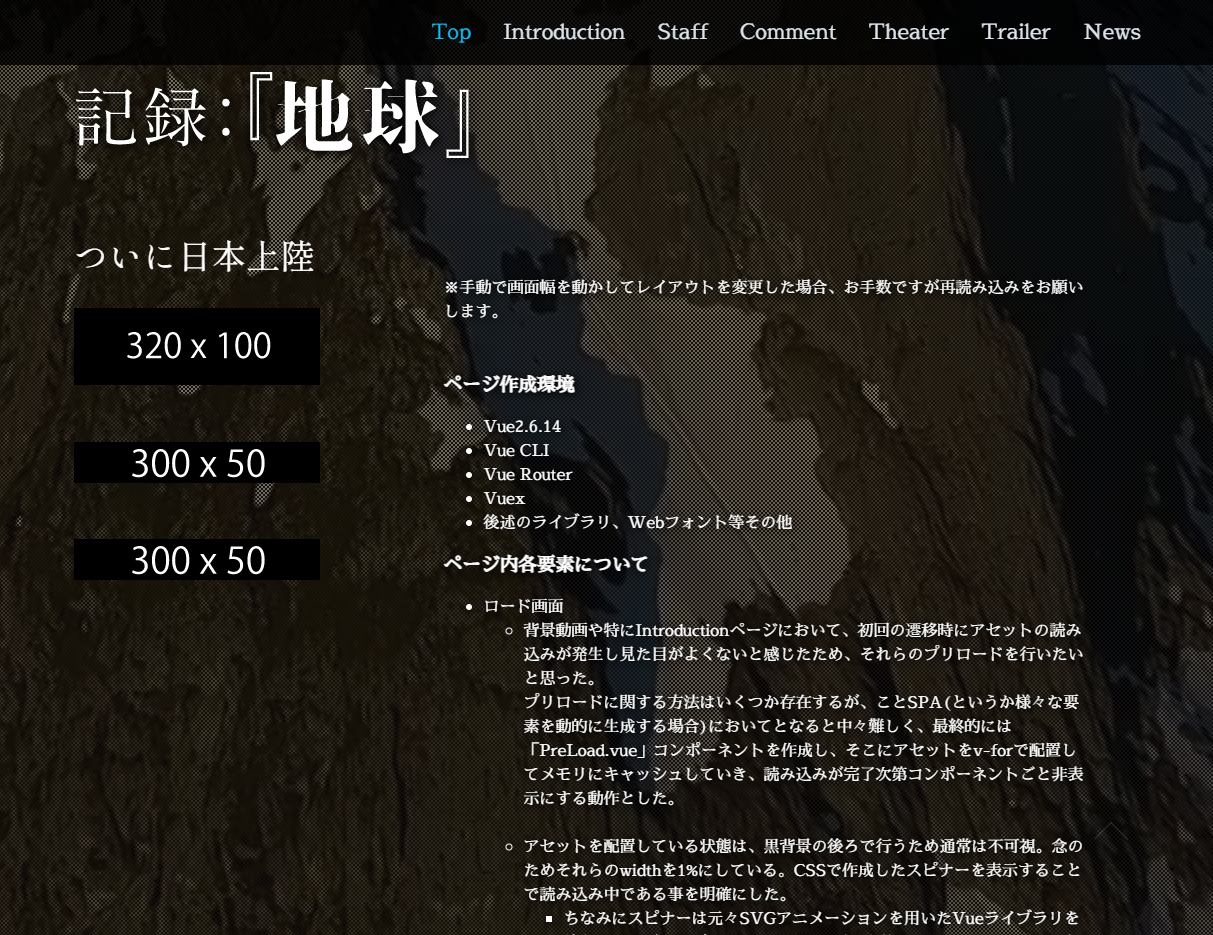 Top Introduction Staff Comment Theater Trailer News
記録:『地球』
ついに日本上陸
320 x 100
300 x 50
300 x 50
※手動で画面幅を動かしてレイアウトを変更した場合、お手数ですが再読み込みをお願い
します。
ページ作成環境
Vue2.6.14
Vue CLI
Vue Router
Vuex
後述のライブラリ、Webフォント等その他
ページ内各要素について
ロード画面
背景動画や特にIntroductionページにおいて、初回の遷移時にアセットの読み
込みが発生し見た目がよくないと感じたため、それらのプリロードを行いたい
と思った。
プリロードに関する方法はいくつか存在するが、ことSPA(というか様々な要
素を動的に生成する場合)においてとなると中々難しく、最終的には
「PreLoad.vue」コンポーネントを作成し、そこにアセットをv-forで配置し
てメモリにキャッシュしていき、読み込みが完了次第コンポーネントごと非表
示にする動作とした。
アセットを配置している状態は、黒背景の後ろで行うため通常は不可視。念の
ためそれらのwidthを1%にしている。CSSで作成したスピナーを表示すること
で読み込み中である事を明確にした。
ちなみにスピナーは元々SVGアニメーションを用いたVueライブラリを